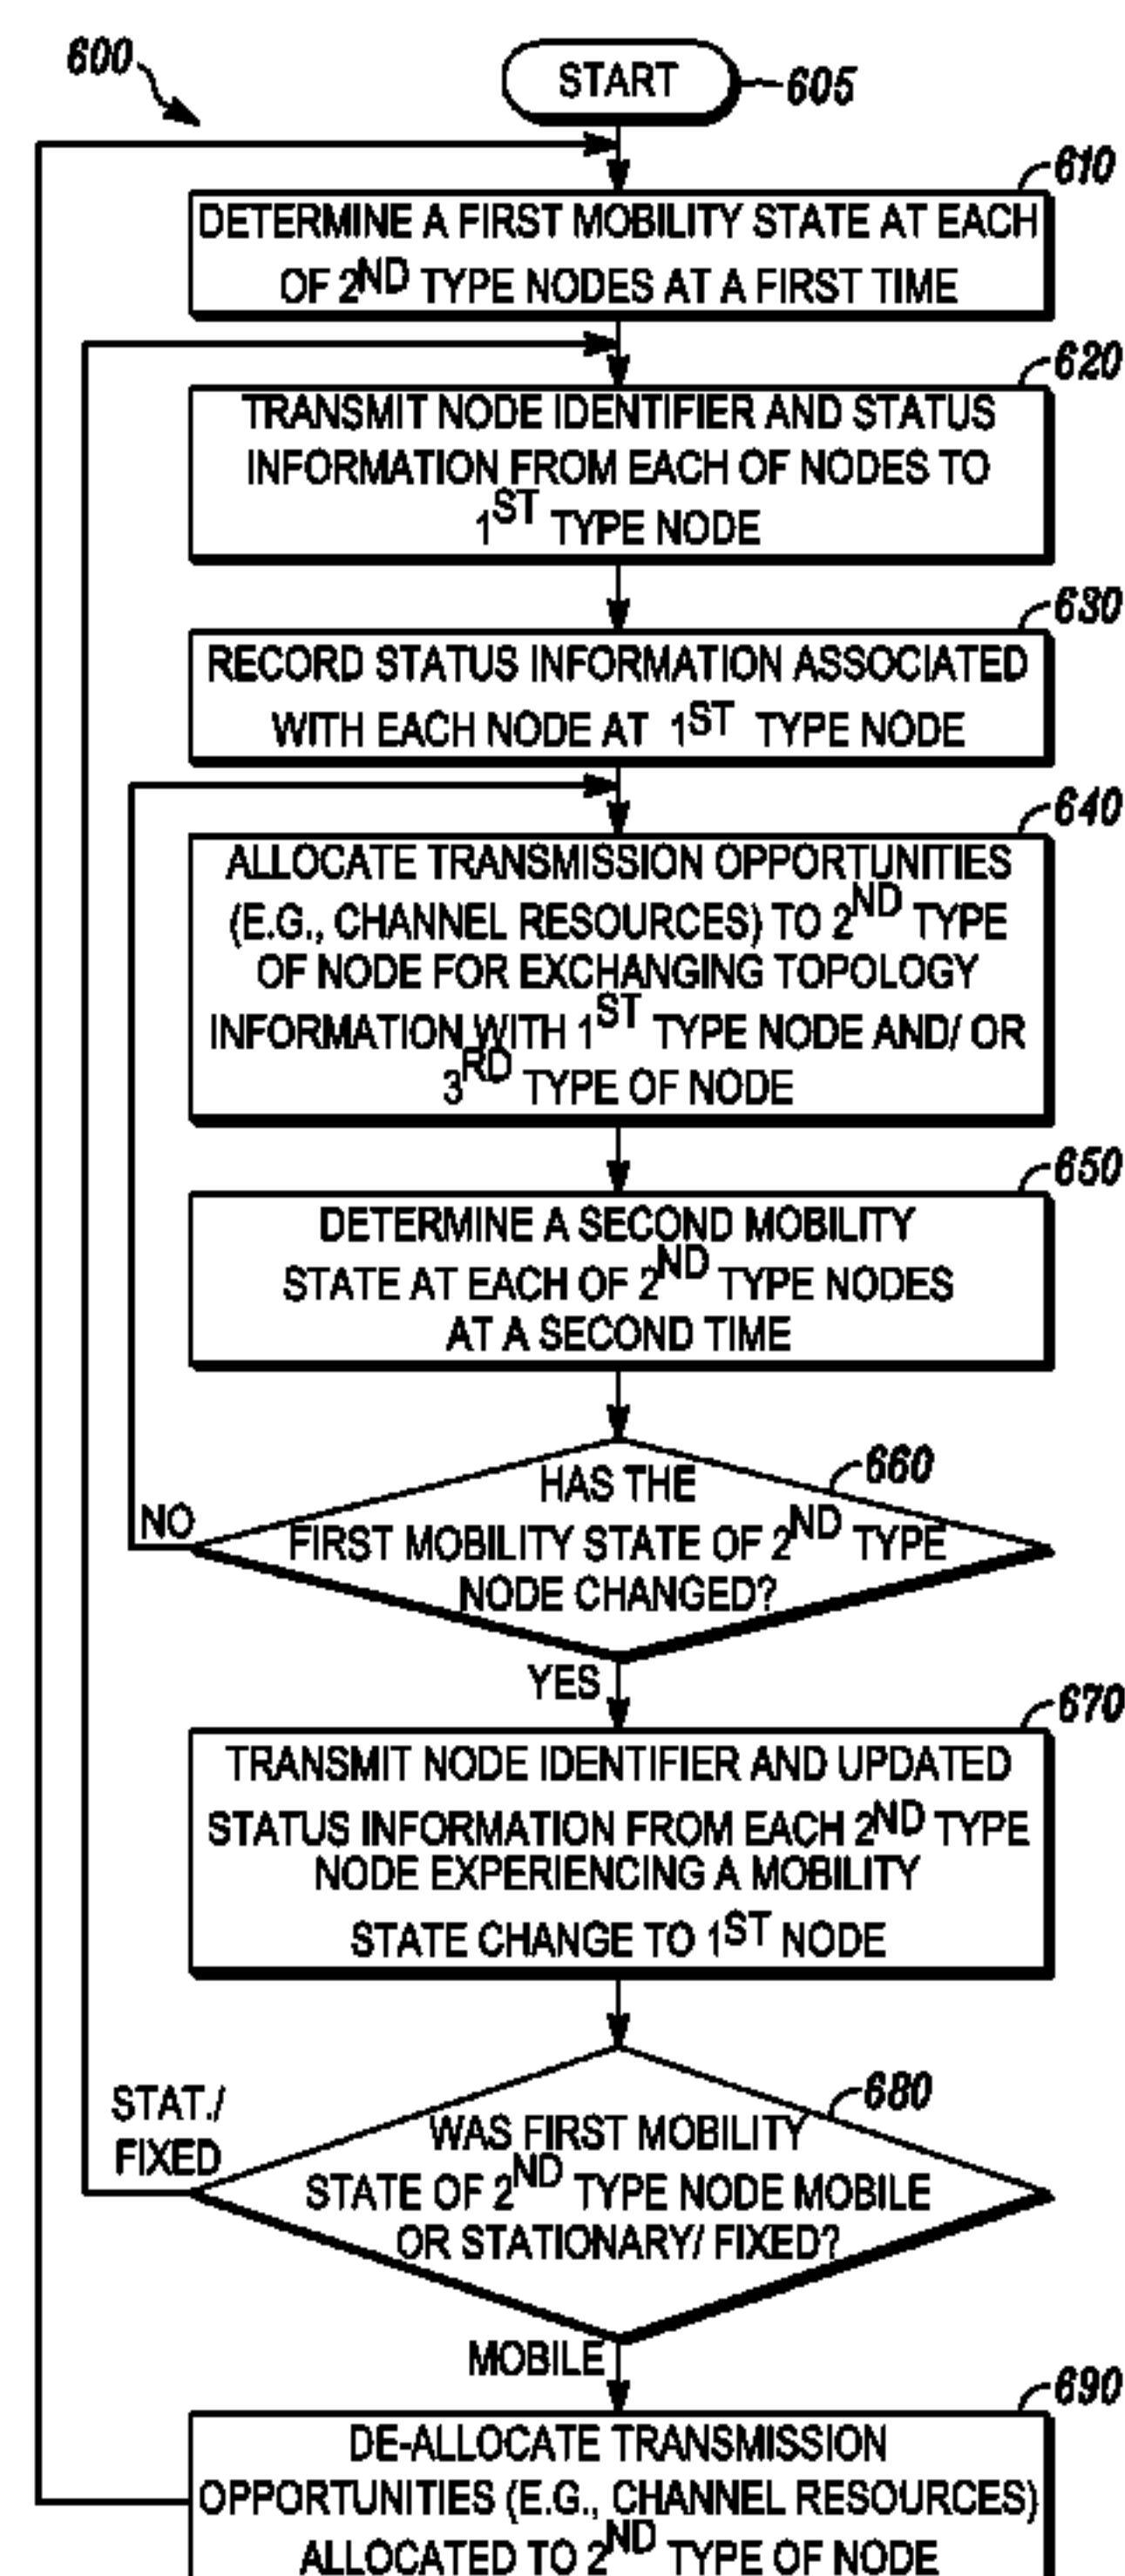 600
START
605
610
DETERMINE A FIRST MOBILITY STATE AT EACH
OF 2ND TYPE NODES AT A FIRST TIME
620
TRANSMIT NODE IDENTIFIER AND STATUS
INFORMATION FROM EACH OF NODES TO
1ST TYPE NODE
630
RECORD STATUS INFORMATION ASSOCIATED
WITH EACH NODE AT 1ST TYPE NODE
640
ALLOCATE TRANSMISSION OPPORTUNITIES
(E.G., CHANNEL RESOURCES) TO 2ND TYPE
OF NODE FOR EXCHANGING TOPOLOGY
INFORMATION WITH 1ST TYPE NODE AND/ OR
3RD TYPE OF NODE
650
DETERMINE A SECOND MOBILITY
STATE AT EACH OF 2ND TYPE NODES
AT A SECOND TIME
660
HAS THE
FIRST MOBILITY STATE OF 2ND TYPE
NODE CHANGED?
NO
YES
670
TRANSMIT NODE IDENTIFIER AND UPDATED
STATUS INFORMATION FROM EACH 2ND TYPE
NODE EXPERIENCING A MOBILITY
STATE CHANGE TO 1ST NODE
680
WAS FIRST MOBILITY
STATE OF 2ND TYPE NODE MOBILE
OR STATIONARY/ FIXED?
STAT./
FIXED
MOBILE
690
DE-ALLOCATE TRANSMISSION
OPPORTUNITIES (E.G., CHANNEL RESOURCES)
ALLOCATED TO 2ND TYPE OF NODE